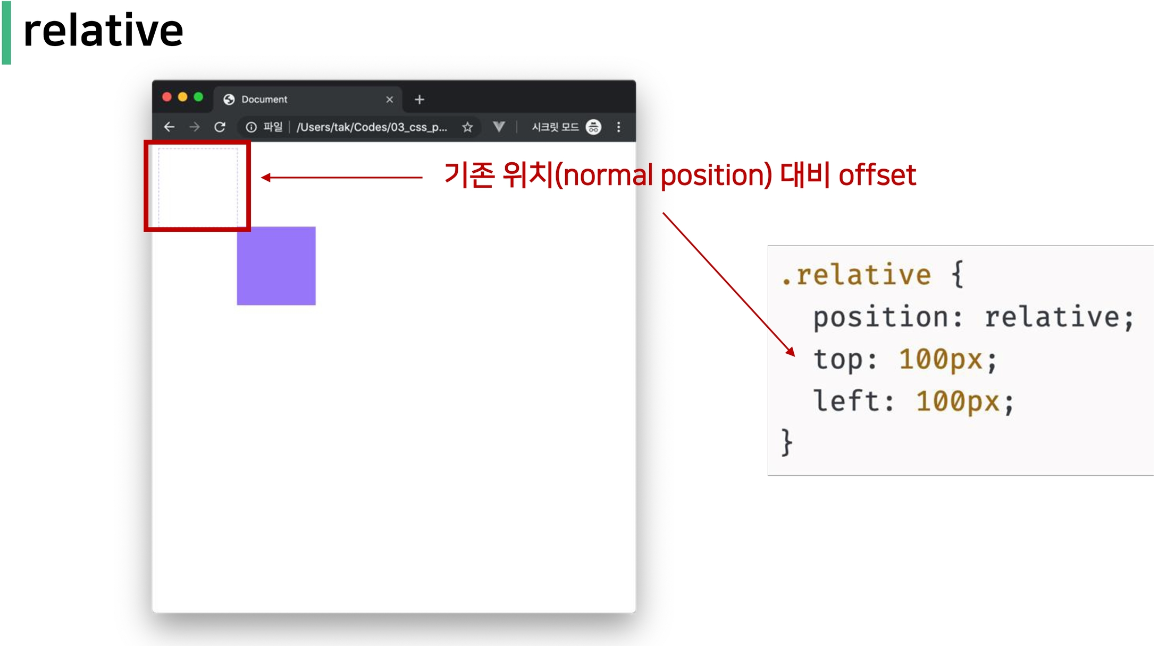 relative
Document
파일 | /Users/tak/Codes/03_css_p...
시크릿 모드
기존 위치(normal position) 대비 offset
.relative {
position: relative;
top: 100px;
left: 100px;
}